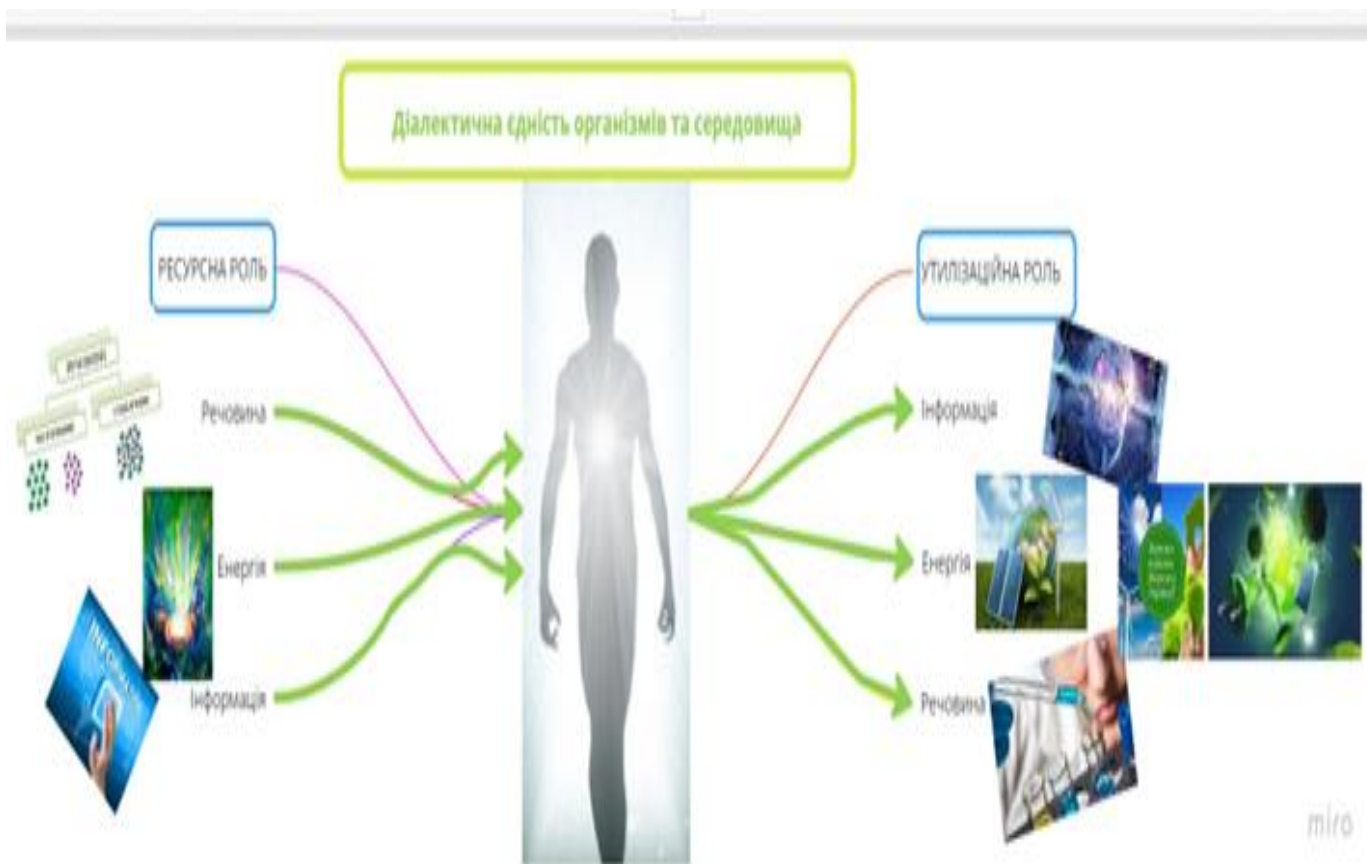 Діалектична єдність організмів та середовища
РЕСУРСНА РОЛЬ
Речовина
Енергія
Інформація
УТИЛІЗАЦІЙНА РОЛЬ
Інформація
Енергія
Речовина
miro